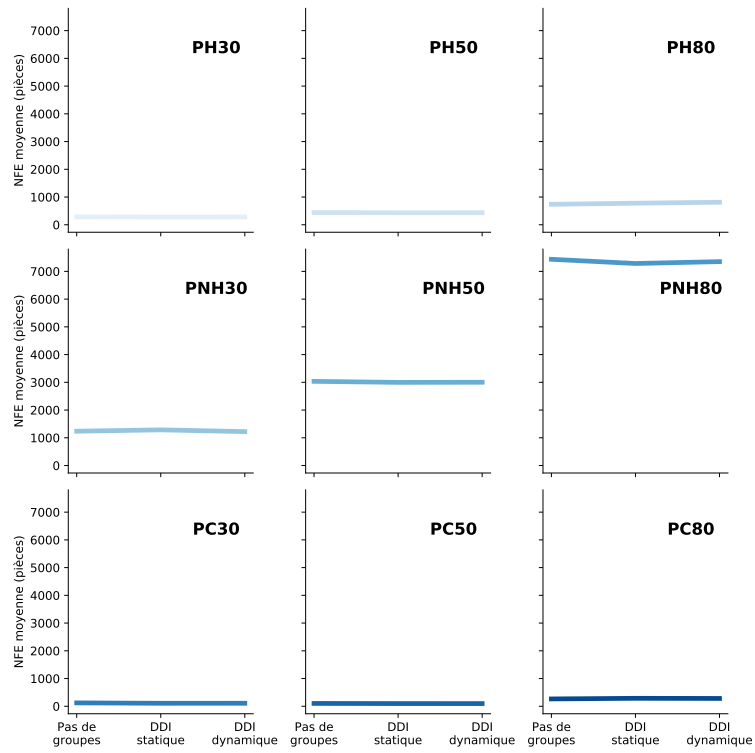 7000
6000
5000
4000
3000
2000
1000
0
NFE moyenne (pièces)
PH30
PH50
PH80
7000
6000
5000
4000
3000
2000
1000
0
NFE moyenne (pièces)
PNH30
PNH50
PNH80
7000
6000
5000
4000
3000
2000
1000
0
NFE moyenne (pièces)
PC30
PC50
PC80
Pas de
groupes
DDI
statique
DDI
dynamique
Pas de
groupes
DDI
statique
DDI
dynamique
Pas de
groupes
DDI
statique
DDI
dynamique